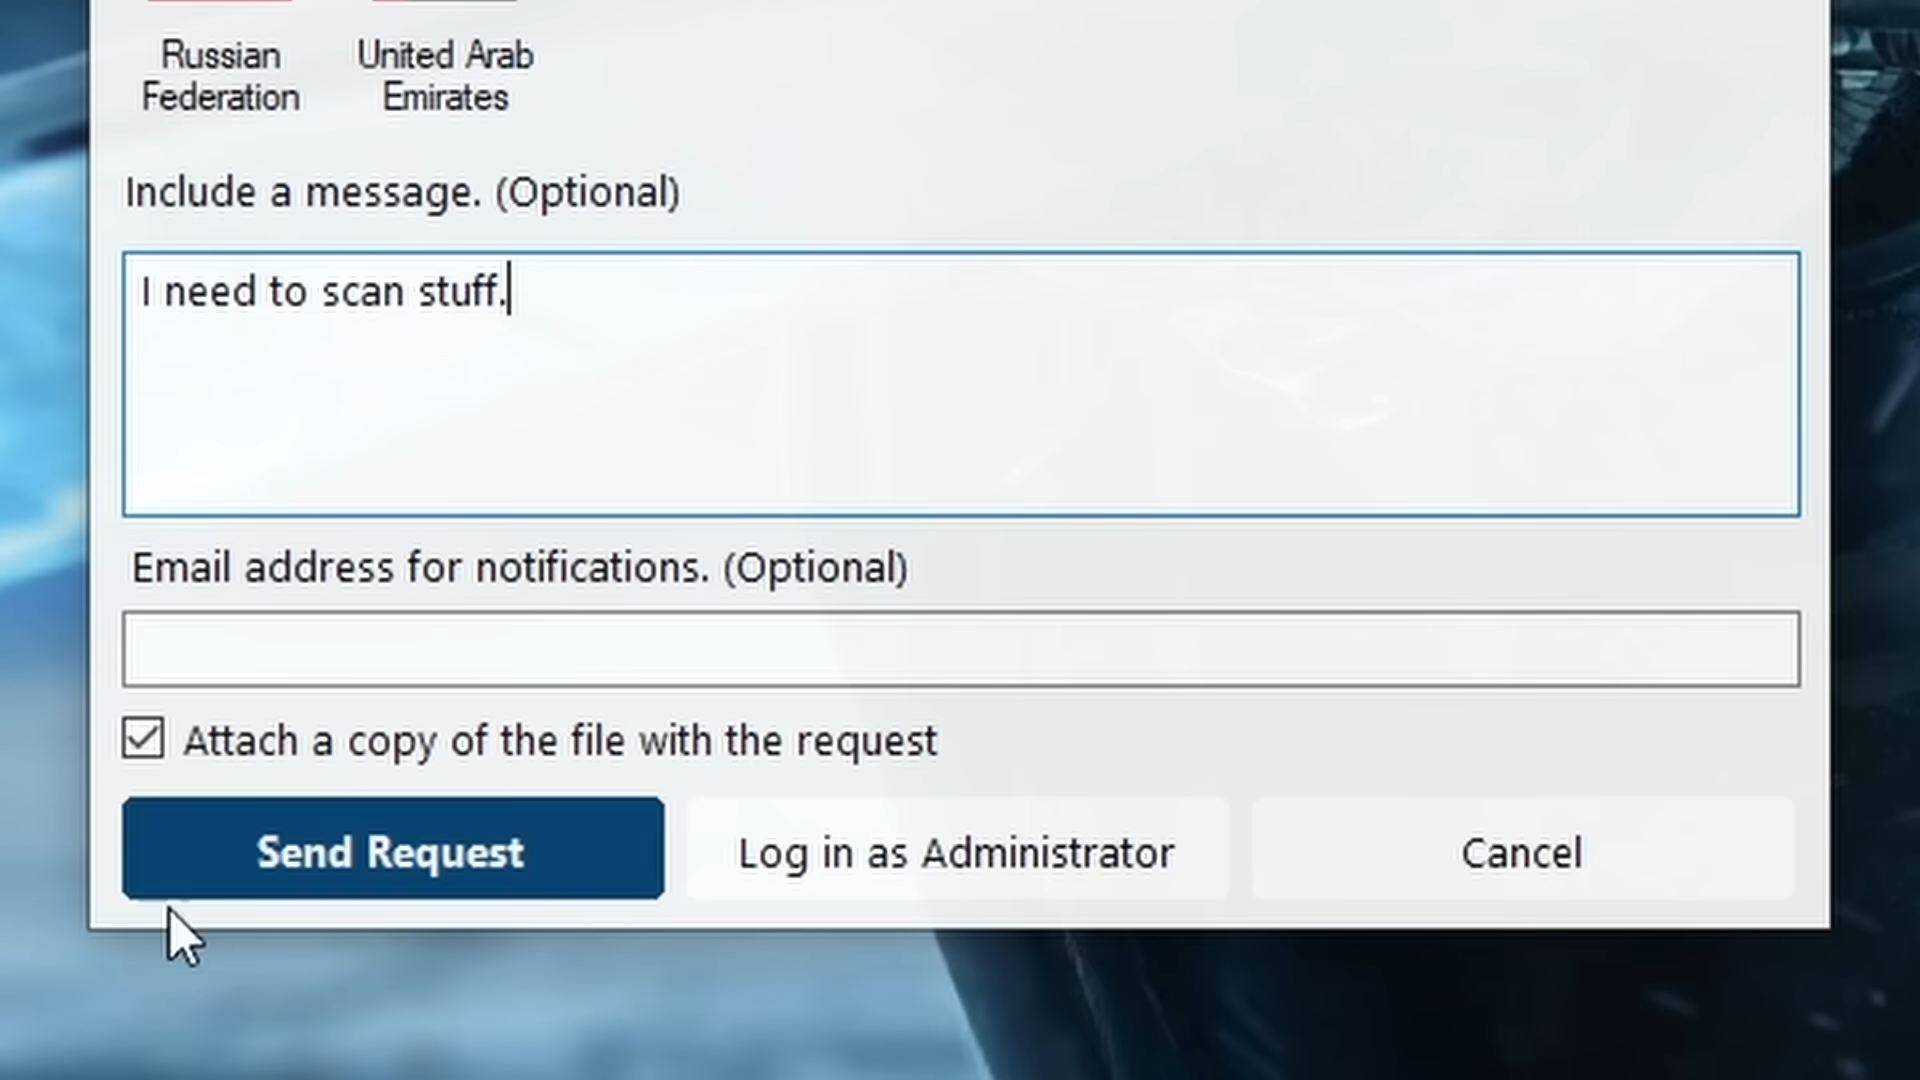 Russian United Arab
Federation Emirates
Include a message. (Optional)
I need to scan stuff.
Email address for notifications. (Optional)
Attach a copy of the file with the request
Send Request Log in as Administrator Cancel